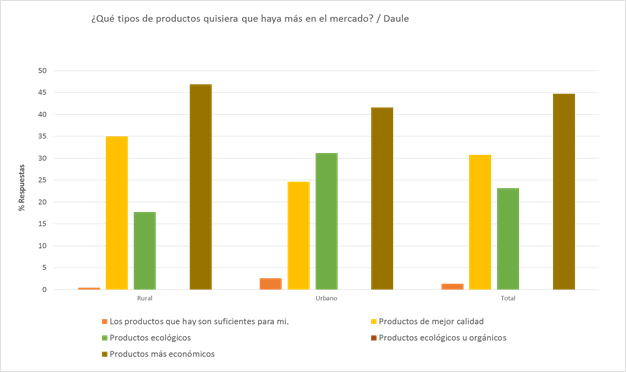 ¿Qué tipos de productos quisiera que haya más en el mercado? / Daule
50
45
40
35
30
25
20
15
10
5
0
% Respuestas
Rural
Urbano
Total
Los productos que hay son suficientes para mi.
Productos de mejor calidad
Productos ecológicos
Productos ecológicos u orgánicos
Productos más económicos